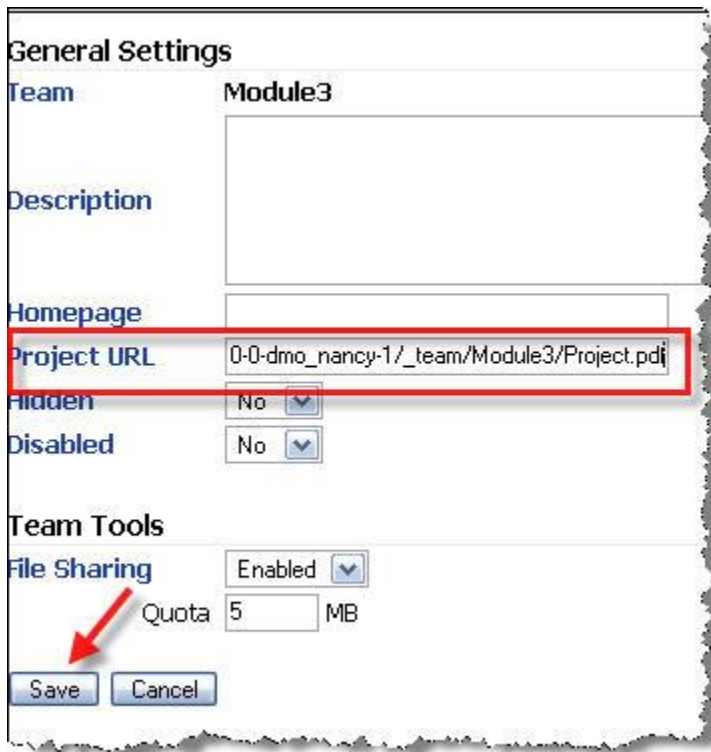 General Settings
Team Module3
Description
Homepage
Project URL 0-0-dmo_nancy-1/_team/Module3/Project.pdf
Hidden No
Disabled No
Team Tools
File Sharing Enabled
Quota 5 MB
Save Cancel